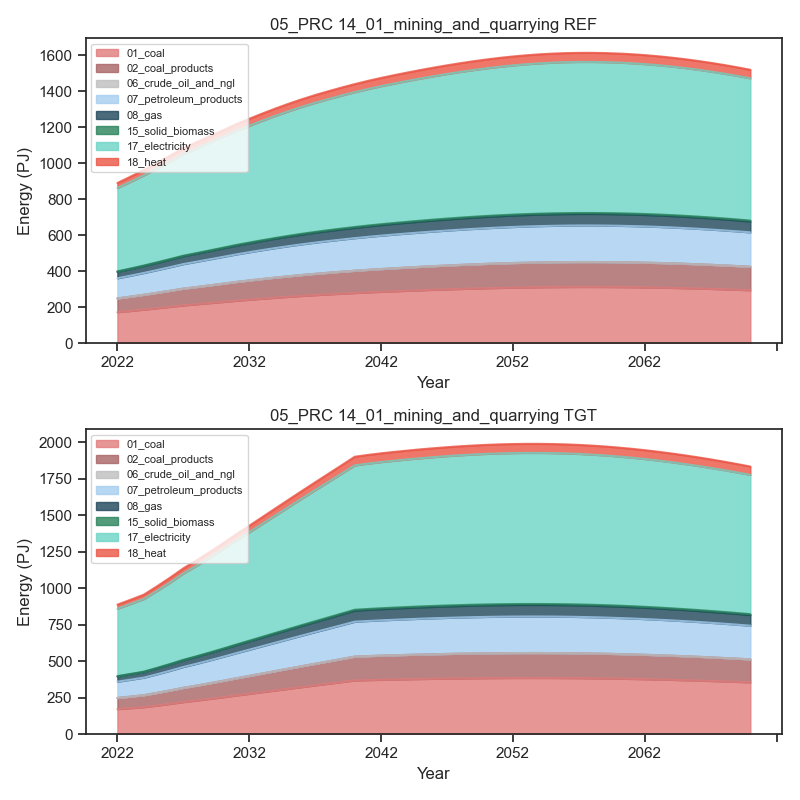 05_PRC 14_01_mining_and_quarrying REF
1600
1400
1200
1000
800
600
400
200
0
Energy (PJ)
01_coal
02_coal_products
06_crude_oil_and_ngl
07_petroleum_products
08_gas
15_solid_biomass
17_electricity
18_heat
2022
2032
2042
2052
2062
Year
05_PRC 14_01_mining_and_quarrying TGT
2000
1750
1500
1250
1000
750
500
250
0
Energy (PJ)
01_coal
02_coal_products
06_crude_oil_and_ngl
07_petroleum_products
08_gas
15_solid_biomass
17_electricity
18_heat
2022
2032
2042
2052
2062
Year